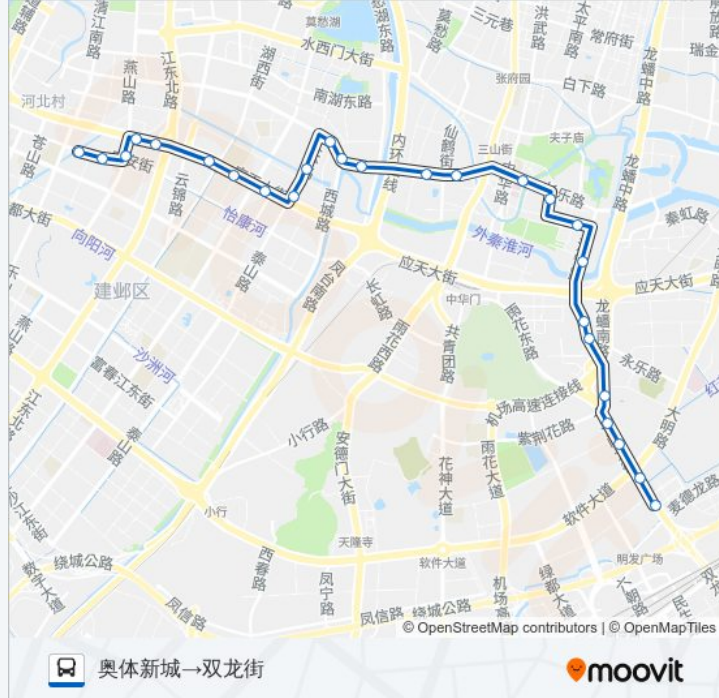 莫愁湖
莫愁路
三元巷
洪武路
太平南路
常府街
瑞金
清江南路
燕山路
江东北路
水西门大街
湖西街
南湖东路
张府园
白下路
龙蟠中路
河北村
苍山路
安街
内环
线
仙鹤街
三山街
夫子庙
乐路
龙蟠中路
云锦路
怡康河
西城路
外秦淮河
秦虹路
都大街
向阳河
泰山路
凤台南路
应天大街
应天大街
建邺区
长虹路
中华门
雨花东路
龙蟠南路
燕山路
沙洲河
雨花西路
共青团路
永乐路
富春江东街
机场高速连接线
江东北
泰山路
小行路
安德门大街
紫荆花路
大明路
雨花大道
花神大道
软件大道
麦德龙路
沙江东街
小行
天隆寺
软件大道
明发广场
绕城公路
数字大道
西春路
凤宁路
机场高
绿都大道
六朝路
凤信路
凤信路
绕城公路
© OpenStreetMap contributors | © OpenMapTiles
奥体新城→双龙街
moovit